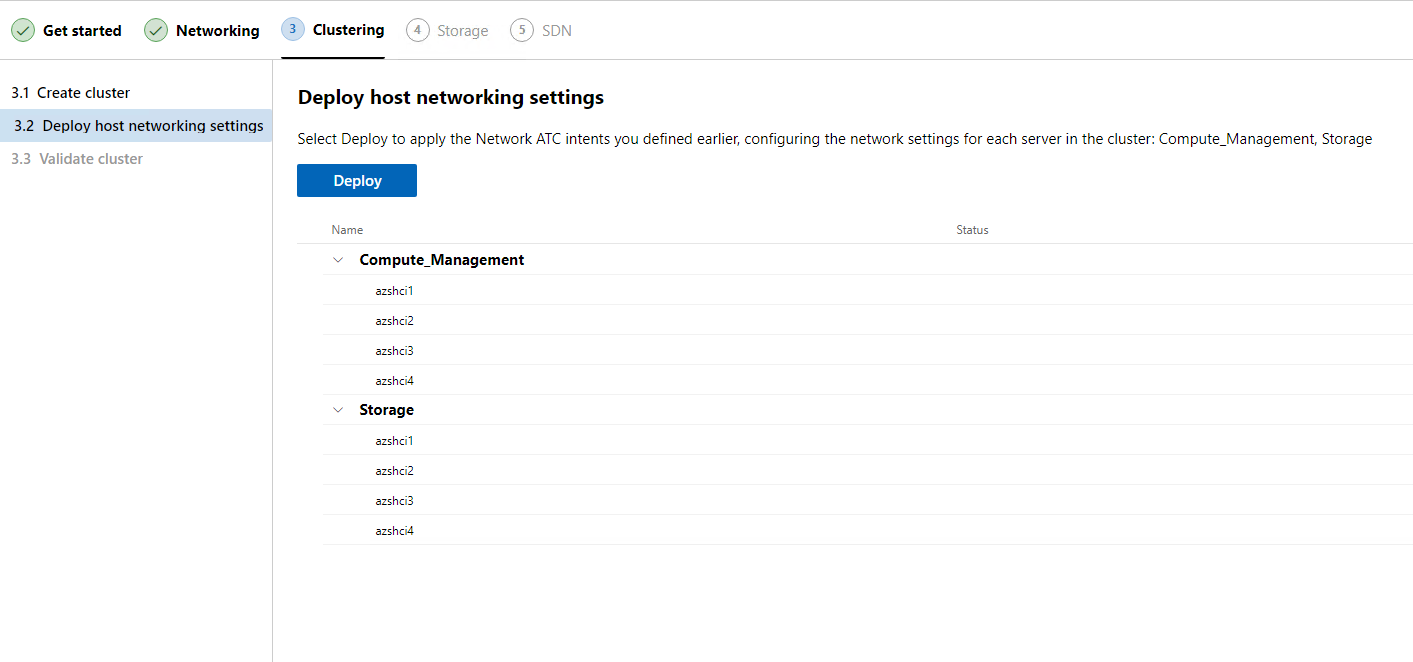 Get started Networking 3 Clustering 4 Storage 5 SDN
3.1 Create cluster
3.2 Deploy host networking settings
3.3 Validate cluster
Deploy host networking settings
Select Deploy to apply the Network ATC intents you defined earlier, configuring the network settings for each server in the cluster: Compute_Management, Storage
Deploy
Name Status
Compute_Management
azshci1
azshci2
azshci3
azshci4
Storage
azshci1
azshci2
azshci3
azshci4